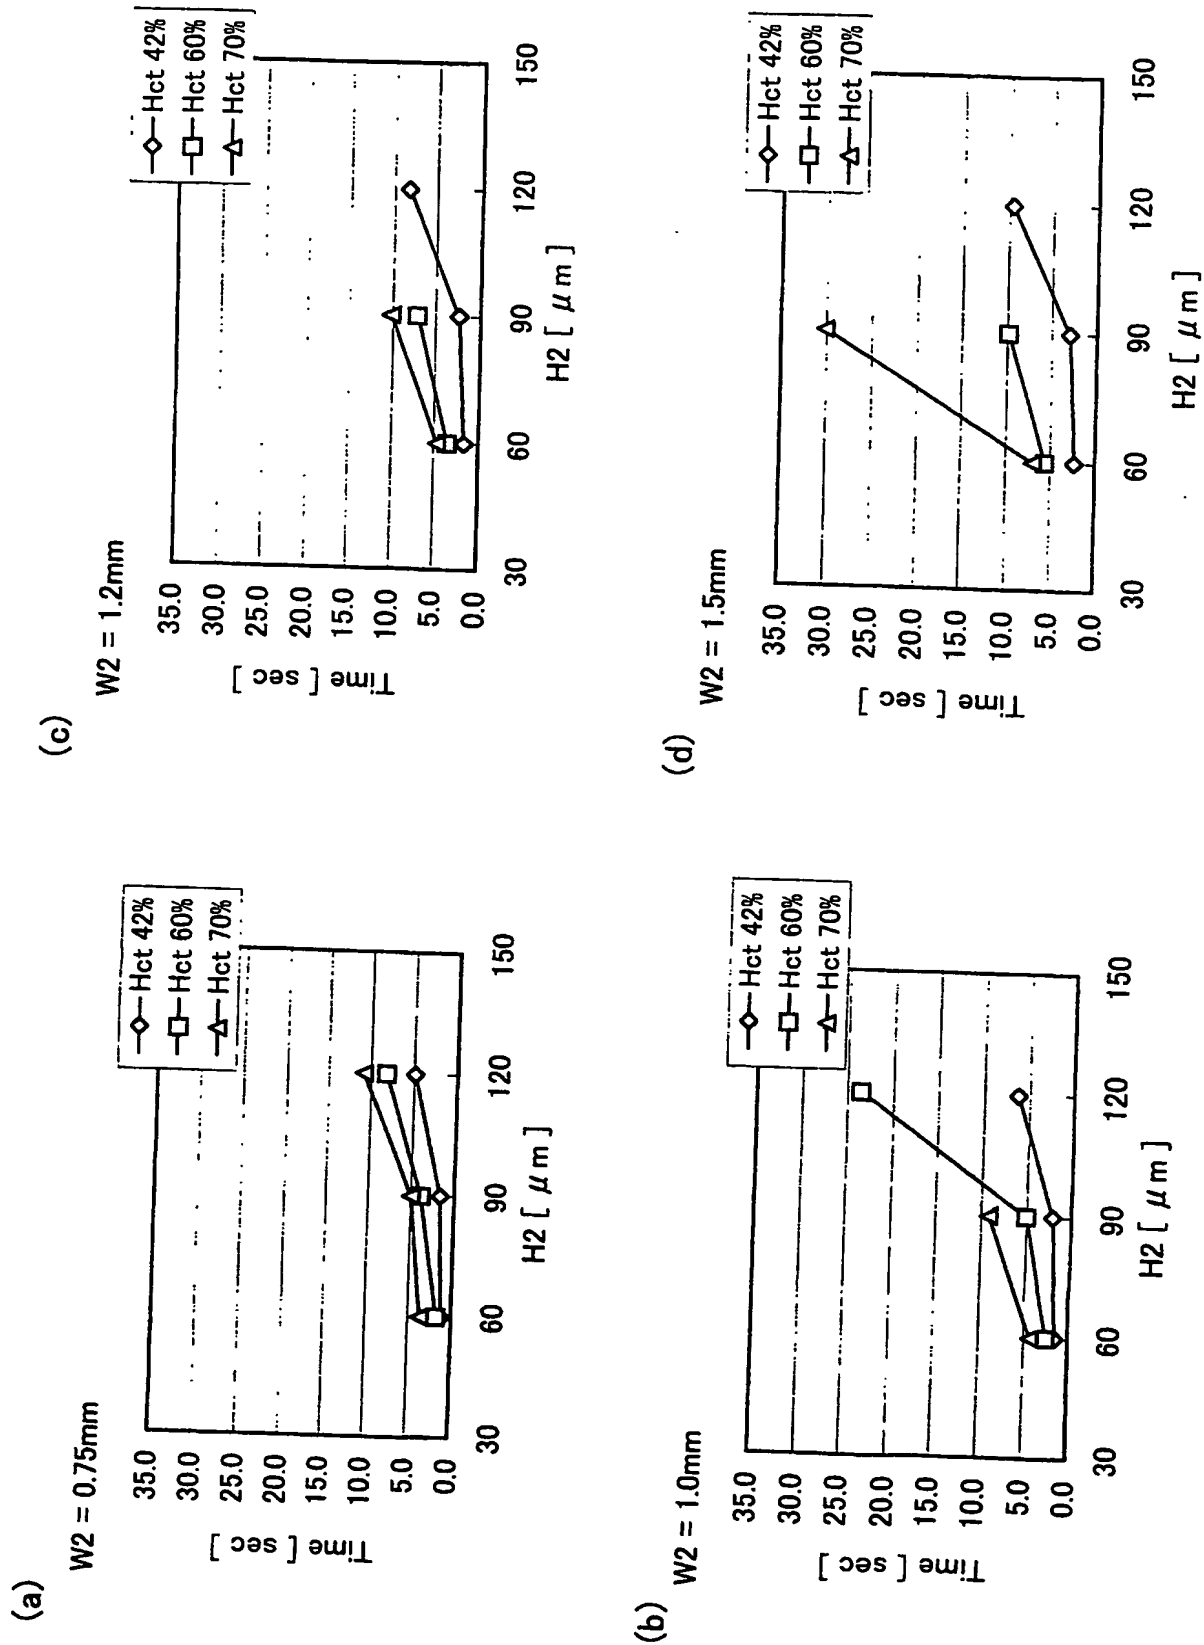 (a)
W2 = 0.75mm
Time [ sec ]
35.0
30.0
25.0
20.0
15.0
10.0
5.0
0.0
30
60
90
120
150
H2 [ μm ]
Hct 42%
Hct 60%
Hct 70%
(b)
W2 = 1.0mm
Time [ sec ]
35.0
30.0
25.0
20.0
15.0
10.0
5.0
0.0
30
60
90
120
150
H2 [ μm ]
Hct 42%
Hct 60%
Hct 70%
(c)
W2 = 1.2mm
Time [ sec ]
35.0
30.0
25.0
20.0
15.0
10.0
5.0
0.0
30
60
90
120
150
H2 [ μm ]
Hct 42%
Hct 60%
Hct 70%
(d)
W2 = 1.5mm
Time [ sec ]
35.0
30.0
25.0
20.0
15.0
10.0
5.0
0.0
30
60
90
120
150
H2 [ μm ]
Hct 42%
Hct 60%
Hct 70%